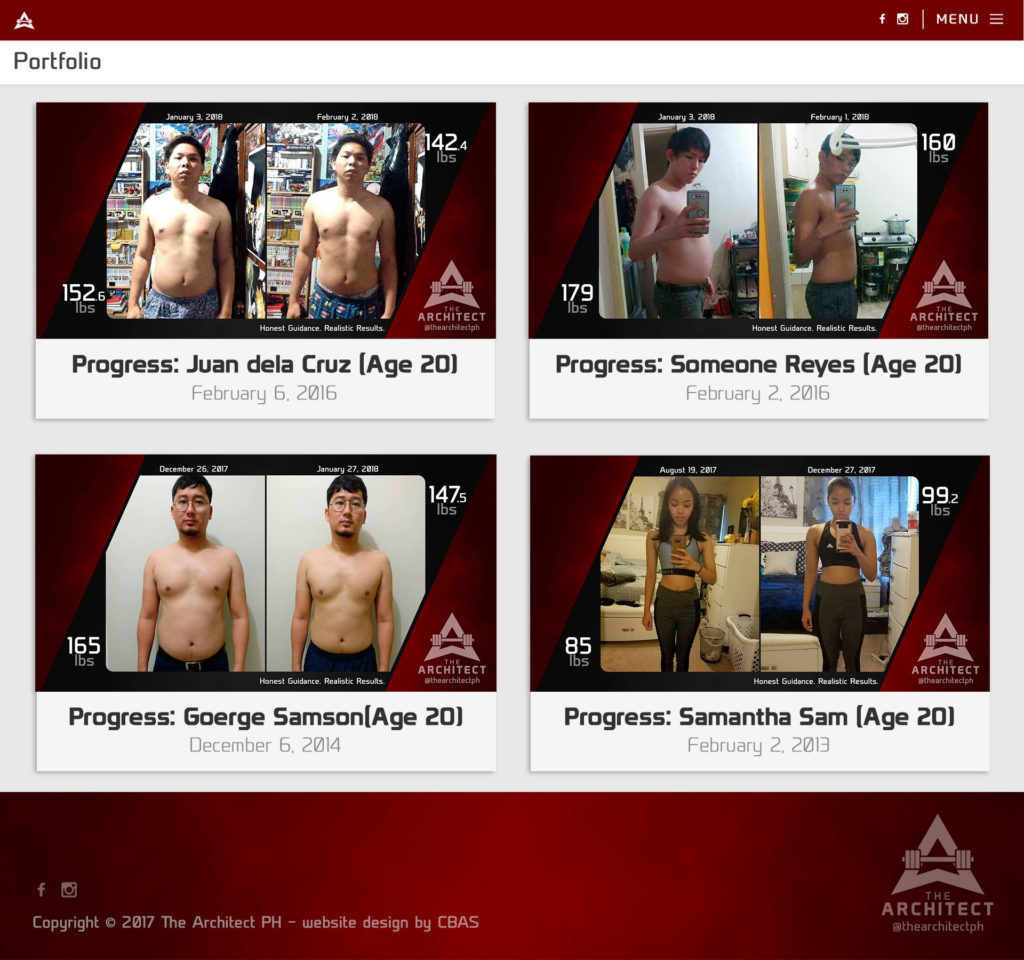 MENU
Portfolio
January 3, 2018 February 2, 2018
142.4
lbs
152.6
lbs
THE
ARCHITECT
@thearchitectph
Honest Guidance. Realistic Results.
Progress: Juan dela Cruz (Age 20)
February 6, 2016
January 3, 2018 February 1, 2018
160
lbs
179
lbs
THE
ARCHITECT
@thearchitectph
Honest Guidance. Realistic Results.
Progress: Someone Reyes (Age 20)
February 2, 2016
December 26, 2017 January 27, 2018
147.5
lbs
165
lbs
THE
ARCHITECT
@thearchitectph
Honest Guidance. Realistic Results.
Progress: Goerge Samson(Age 20)
December 6, 2014
August 19, 2017 December 27, 2017
99.2
lbs
85
lbs
THE
ARCHITECT
@thearchitectph
Honest Guidance. Realistic Results.
Progress: Samantha Sam (Age 20)
February 2, 2013
Copyright © 2017 The Architect PH - website design by CBAS
THE
ARCHITECT
@thearchitectph